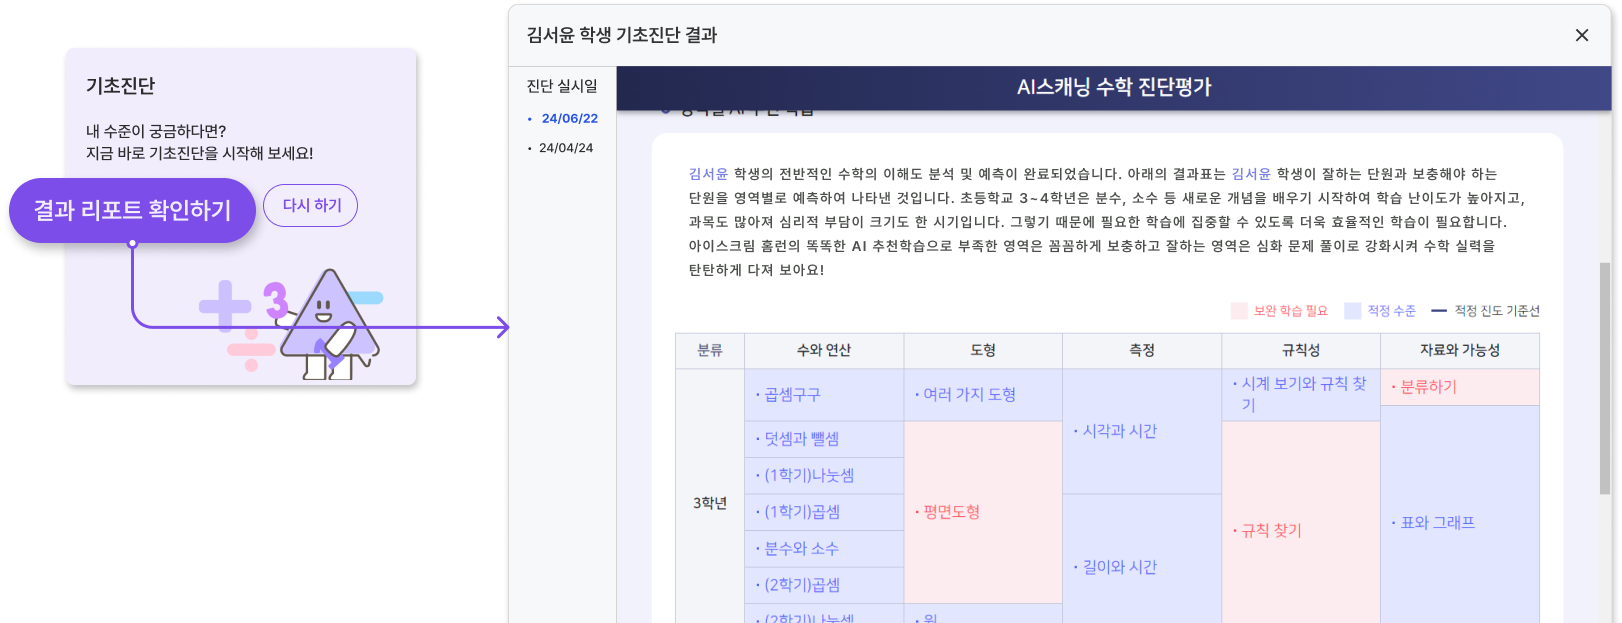 기초진단
내 수준이 궁금하다면?
지금 바로 기초진단을 시작해 보세요!
결과 리포트 확인하기
다시 하기
3
김서윤 학생 기초진단 결과
진단 실시일
• 24/06/22
• 24/04/24
AI스캐닝 수학 진단평가
김서윤 학생의 전반적인 수학의 이해도 분석 및 예측이 완료되었습니다. 아래의 결과표는 김서윤 학생이 잘하는 단원과 보충해야 하는
단원을 영역별로 예측하여 나타낸 것입니다. 초등학교 3~4학년은 분수, 소수 등 새로운 개념을 배우기 시작하여 학습 난이도가 높아지고,
과목도 많아져 심리적 부담이 크기도 한 시기입니다. 그렇기 때문에 필요한 학습에 집중할 수 있도록 더욱 효율적인 학습이 필요합니다.
아이스크림 홈런의 똑똑한 AI 추천학습으로 부족한 영역은 꼼꼼하게 보충하고 잘하는 영역은 심화 문제 풀이로 강화시켜 수학 실력을
탄탄하게 다져 보아요!
보완 학습 필요 적정 수준 적정 진도 기준선
분류 수와 연산 도형 측정 규칙성 자료와 가능성
3학년
· 곱셈구구
· 덧셈과 뺄셈
· (1학기)나눗셈
· (1학기)곱셈
· 분수와 소수
· (2학기)곱셈
· (2학기)나눗셈
· 여러 가지 도형
· 평면도형
· 원
· 시각과 시간
· 길이와 시간
· 시계 보기와 규칙 찾
기
· 규칙 찾기
· 분류하기
· 표와 그래프